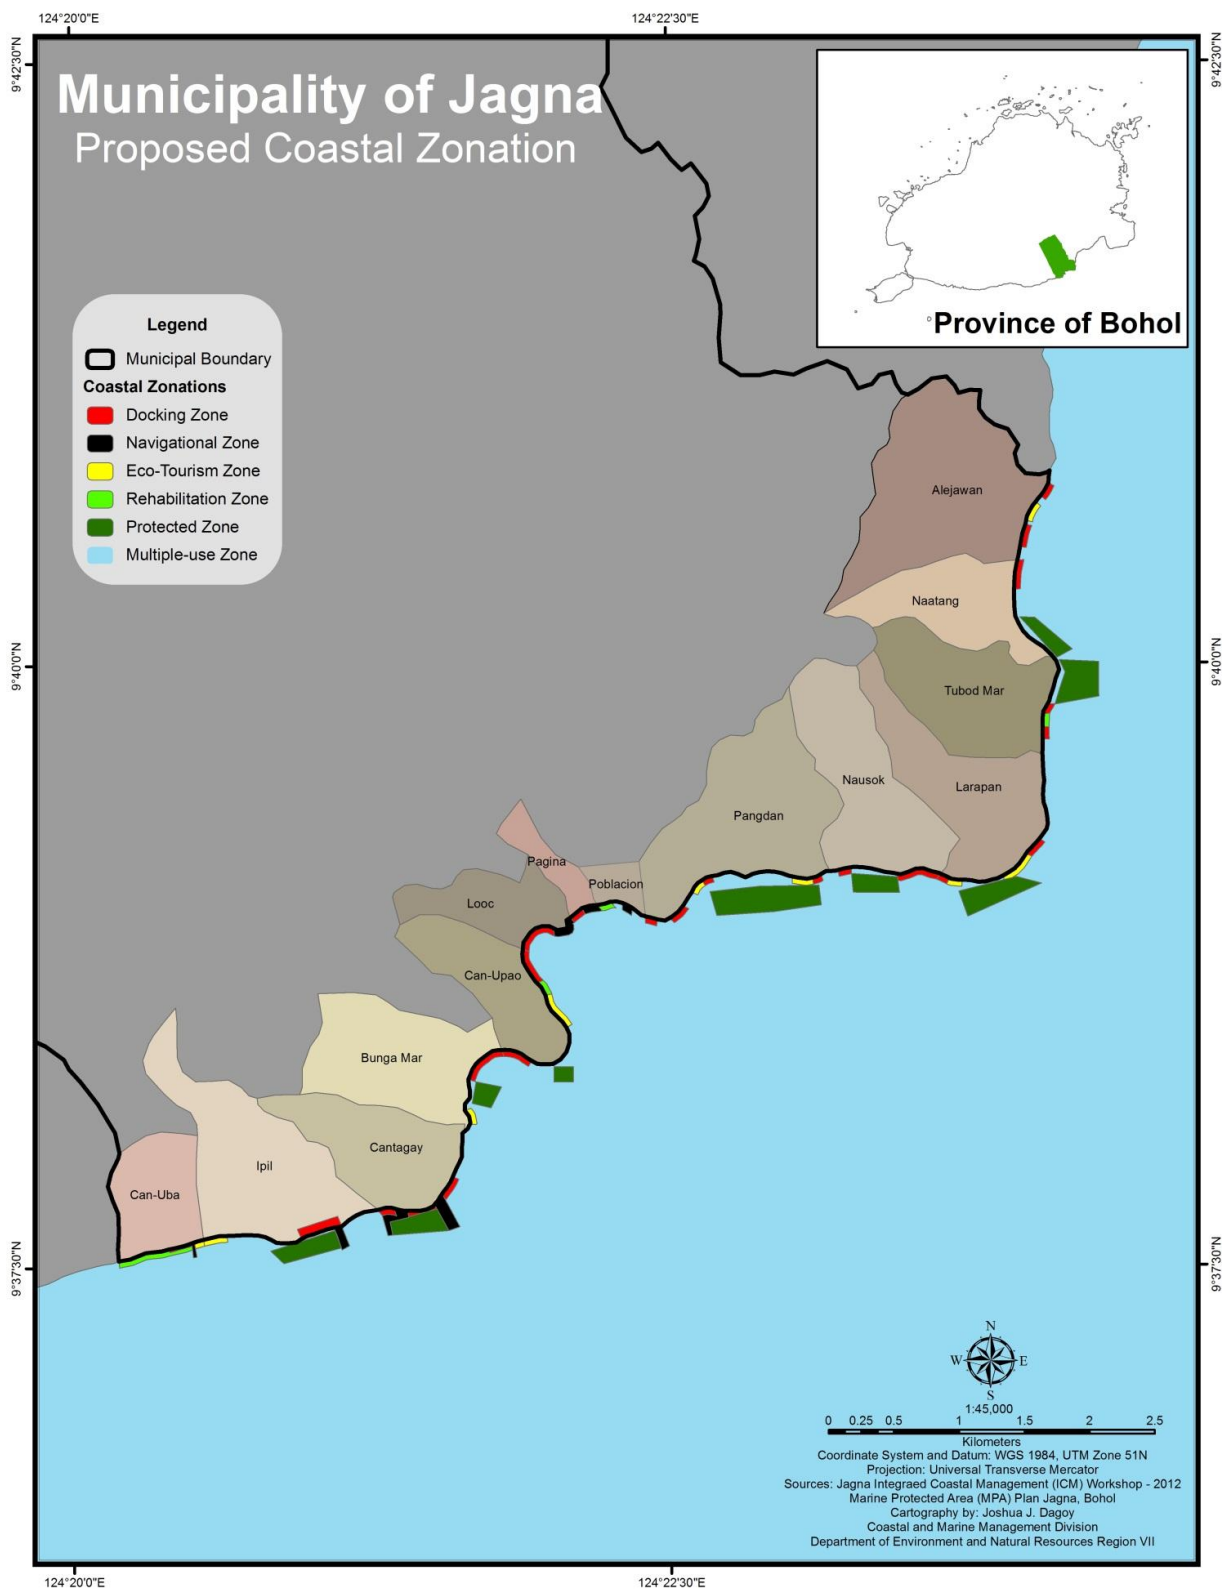 124°20'0"E
124°22'30"E
9°42'30"N
9°42'30"N
Municipality of Jagna
Proposed Coastal Zonation
Province of Bohol
Legend
Municipal Boundary
Coastal Zonations
Docking Zone
Navigational Zone
Eco-Tourism Zone
Rehabilitation Zone
Protected Zone
Multiple-use Zone
Alejawan
Naatang
9°40'0"N
9°40'0"N
Tubod Mar
Nausok
Larapan
Pangdan
Pagina
Poblacion
Looc
Can-Upao
Bunga Mar
Cantagay
Ipil
Can-Uba
9°37'30"N
9°37'30"N
N
W
E
S
1:45,000
0 0.25 0.5 1 1.5 2 2.5
Kilometers
Coordinate System and Datum: WGS 1984, UTM Zone 51N
Projection: Universal Transverse Mercator
Sources: Jagna Integraed Coastal Management (ICM) Workshop - 2012
Marine Protected Area (MPA) Plan Jagna, Bohol
Cartography by: Joshua J. Dagoy
Coastal and Marine Management Division
Department of Environment and Natural Resources Region VII
124°20'0"E
124°22'30"E